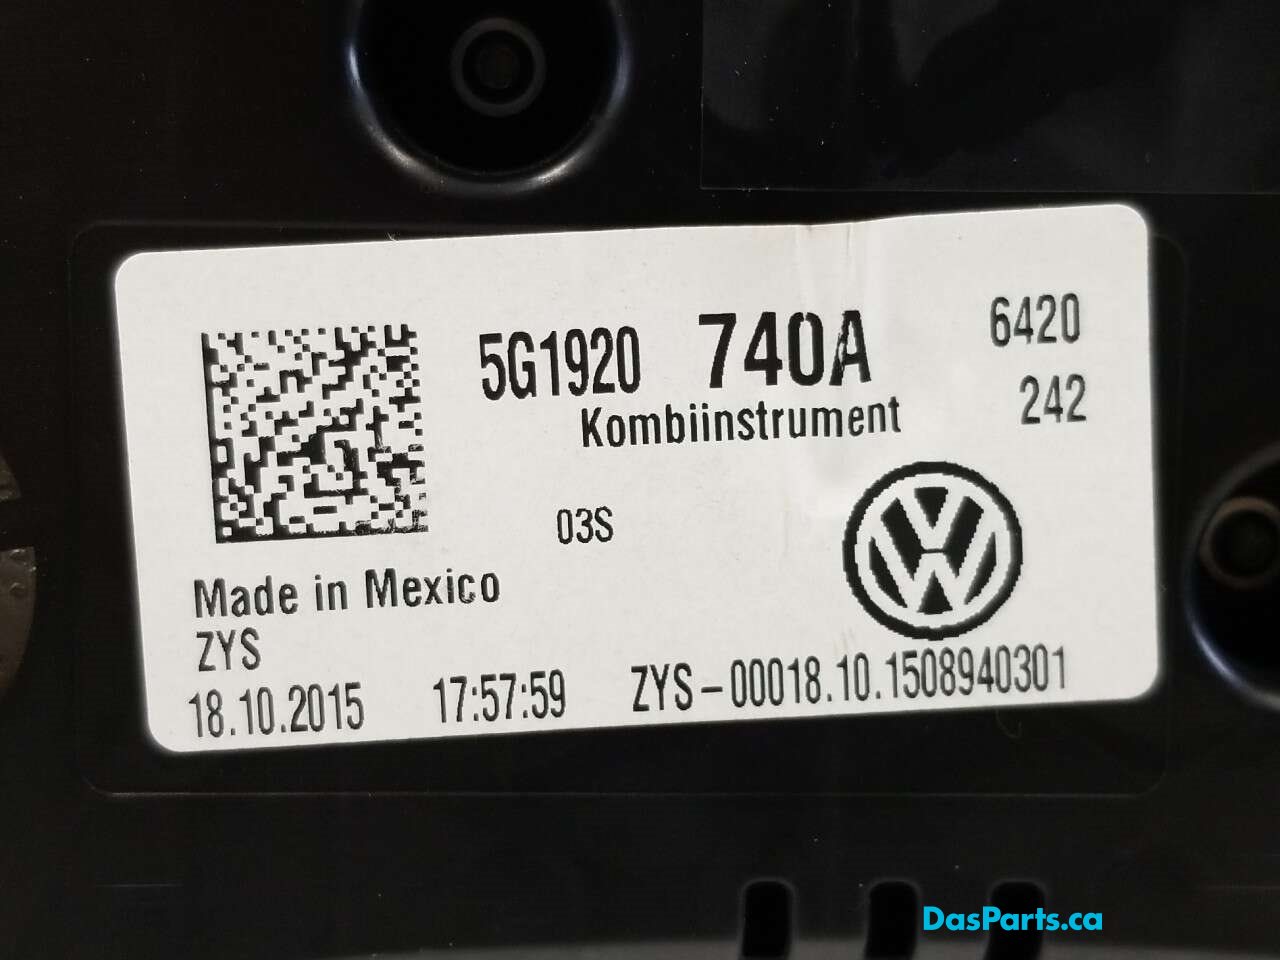 5G1920 740A 6420
Kombiinstrument 242
03S
Made in Mexico
ZYS
18.10.2015 17:57:59 ZYS-00018.10.1508940301
DasParts.ca